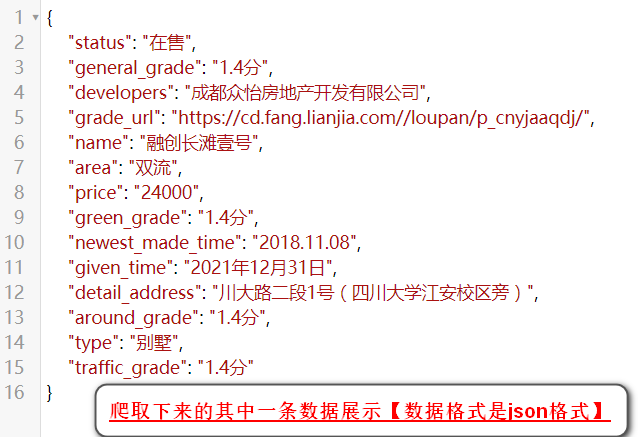 1 {
2 "status": "在售",
3 "general_grade": "1.4分",
4 "developers": "成都众怡房地产开发有限公司",
5 "grade_url": "https://cd.fang.lianjia.com//loupan/p_cnyjaaqdj/",
6 "name": "融创长滩壹号",
7 "area": "双流",
8 "price": "24000",
9 "green_grade": "1.4分",
10 "newest_made_time": "2018.11.08",
11 "given_time": "2021年12月31日",
12 "detail_address": "川大路二段1号（四川大学江安校区旁）",
13 "around_grade": "1.4分",
14 "type": "别墅",
15 "traffic_grade": "1.4分"
16 }
爬取下来的其中一条数据展示【数据格式是json格式】